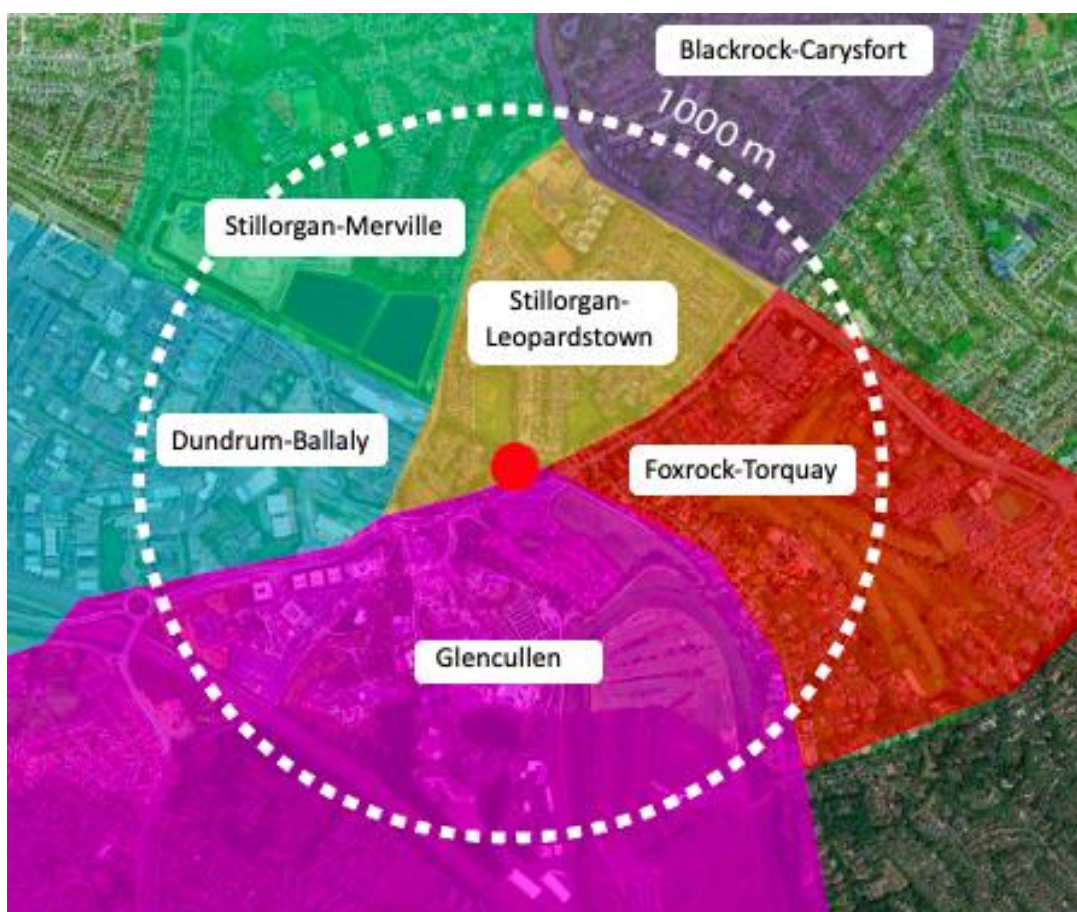 Blackrock-Carysfort
1000 m
Stillorgan-Merville
Stillorgan-
Leopardstown
Dundrum-Ballaly
Foxrock-Torquay
Glencullen